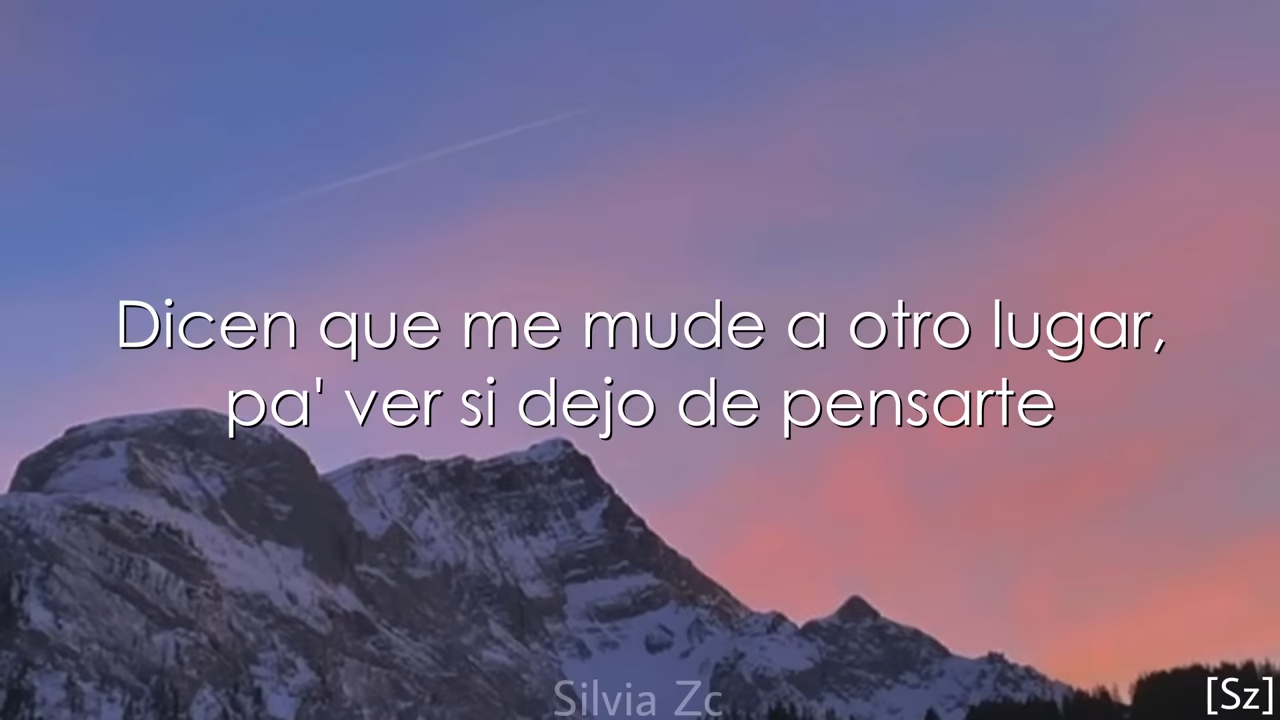 Dicen que me mude a otro lugar,
pa' ver si dejo de pensarte
Silvia Zc
[Sz]